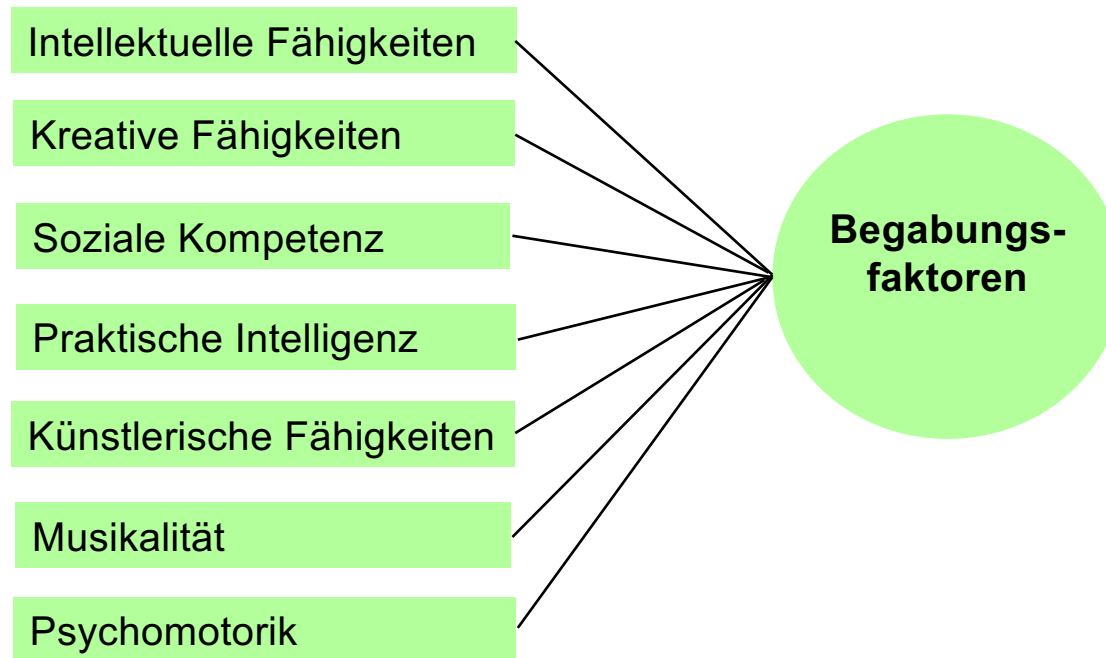 Intellektuelle Fähigkeiten
Kreative Fähigkeiten
Soziale Kompetenz
Praktische Intelligenz
Künstlerische Fähigkeiten
Musikalität
Psychomotorik
Begabungs-
faktoren